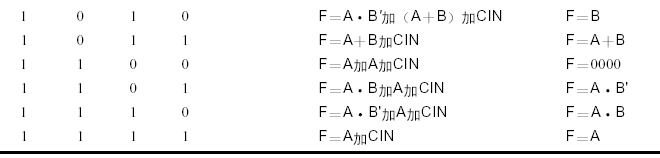 1 0 1 0 F=A•B'加（A+B）加CIN F=B
1 0 1 1 F=A+B加CIN F=A+B
1 1 0 0 F=A加A加CIN F=0000
1 1 0 1 F=A•B加A加CIN F=A•B'
1 1 1 0 F=A•B'加A加CIN F=A•B
1 1 1 1 F=A加CIN F=A